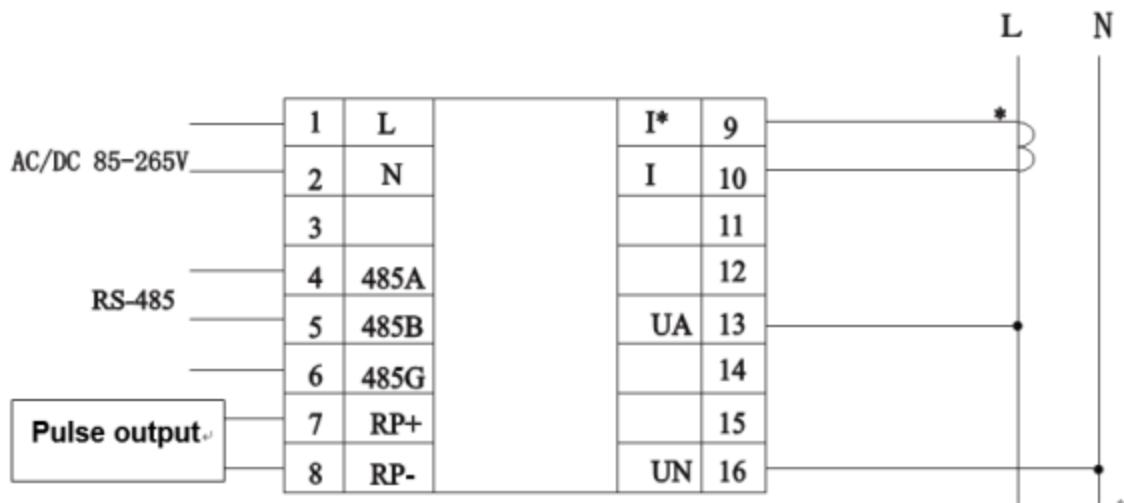 L N
*
1 L I* 9
AC/DC 85-265V
2 N I 10
3 11
4 485A 12
RS-485
5 485B UA 13
6 485G 14
7 RP+ 15
Pulse output↵
8 RP- UN 16